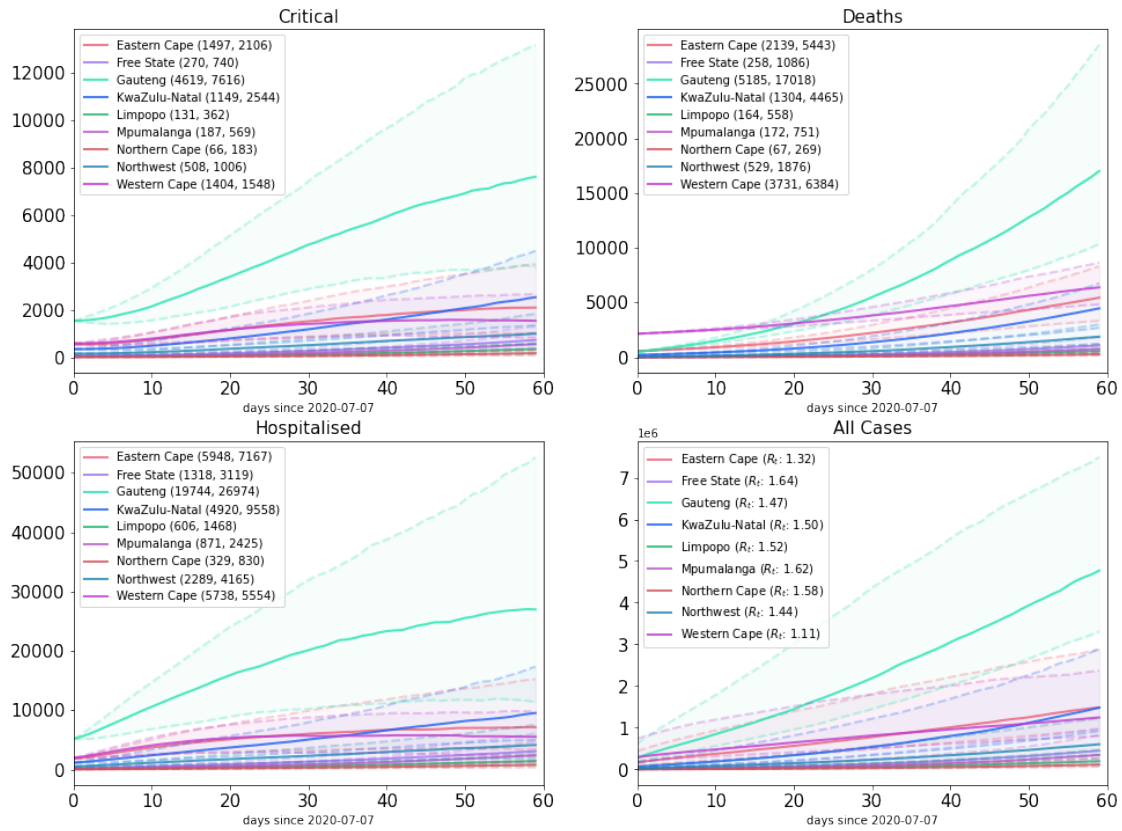 Critical
12000
10000
8000
6000
4000
2000
0
Eastern Cape (1497, 2106)
Free State (270, 740)
Gauteng (4619, 7616)
KwaZulu-Natal (1149, 2544)
Limpopo (131, 362)
Mpumalanga (187, 569)
Northern Cape (66, 183)
Northwest (508, 1006)
Western Cape (1404, 1548)
0 10 20 30 40 50 60
days since 2020-07-07
Deaths
25000
20000
15000
10000
5000
0
Eastern Cape (2139, 5443)
Free State (258, 1086)
Gauteng (5185, 17018)
KwaZulu-Natal (1304, 4465)
Limpopo (164, 558)
Mpumalanga (172, 751)
Northern Cape (67, 269)
Northwest (529, 1876)
Western Cape (3731, 6384)
0 10 20 30 40 50 60
days since 2020-07-07
Hospitalised
50000
40000
30000
20000
10000
0
Eastern Cape (5948, 7167)
Free State (1318, 3119)
Gauteng (19744, 26974)
KwaZulu-Natal (4920, 9558)
Limpopo (606, 1468)
Mpumalanga (871, 2425)
Northern Cape (329, 830)
Northwest (2289, 4165)
Western Cape (5738, 5554)
0 10 20 30 40 50 60
days since 2020-07-07
All Cases
1e6
7
6
5
4
3
2
1
0
Eastern Cape (Rt: 1.32)
Free State (Rt: 1.64)
Gauteng (Rt: 1.47)
KwaZulu-Natal (Rt: 1.50)
Limpopo (Rt: 1.52)
Mpumalanga (Rt: 1.62)
Northern Cape (Rt: 1.58)
Northwest (Rt: 1.44)
Western Cape (Rt: 1.11)
0 10 20 30 40 50 60
days since 2020-07-07